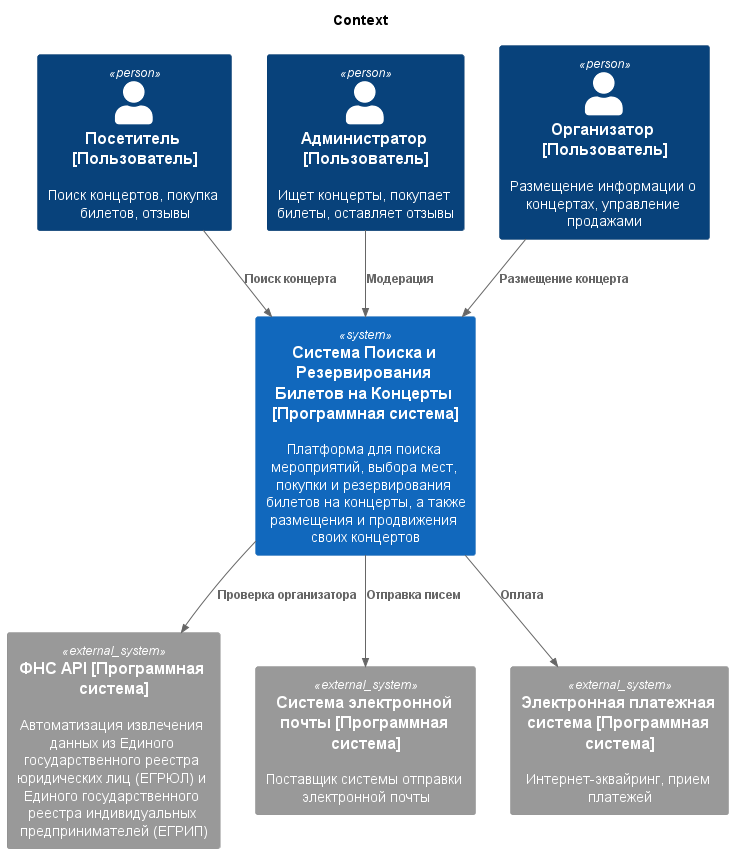 Context
«person»
Посетитель
[Пользователь]
Поиск концертов, покупка
билетов, отзывы
«person»
Администратор
[Пользователь]
Ищет концерты, покупает
билеты, оставляет отзывы
«person»
Организатор
[Пользователь]
Размещение информации о
концертах, управление
продажами
Поиск концерта
Модерация
Размещение концерта
«system»
Система Поиска и
Резервирования
Билетов на Концерты
[Программная система]
Платформа для поиска
мероприятий, выбора мест,
покупки и резервирования
билетов на концерты, а также
размещения и продвижения
своих концертов
Проверка организатора
Отправка писем
Оплата
«external_system»
ФНС API [Программная
система]
Автоматизация извлечения
данных из Единого
государственного реестра
юридических лиц (ЕГРЮЛ) и
Единого государственного
реестра индивидуальных
предпринимателей (ЕГРИП)
«external_system»
Система электронной
почты [Программная
система]
Поставщик системы отправки
электронной почты
«external_system»
Электронная платежная
система [Программная
система]
Интернет-эквайринг, прием
платежей